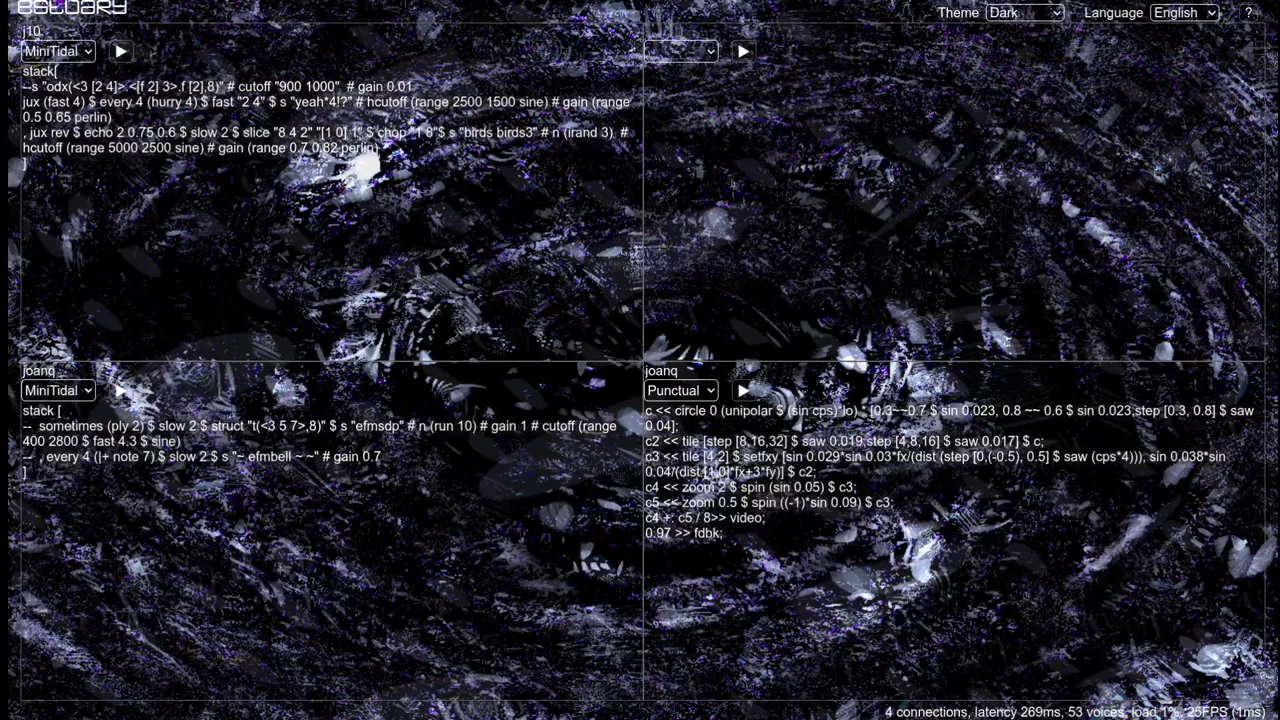 estuary
Theme Dark Language English ?
j10
MiniTidal
stack[
--s "odx(<3 [2 4]>.<[f 2] 3>.f [2],8)" # cutoff "900 1000"  # gain 0.01
jux (fast 4) $ every 4 (hurry 4) $ fast "2 4" $ s "yeah*4!?" # hcutoff (range 2500 1500 sine) # gain (range
0.5 0.65 perlin)
, jux rev $ echo 2 0.75 0.6 $ slow 2 $ slice "8 4 2" "[1 0] 1" $ chop "1 8"$ s "birds birds3" # n (irand 3)  #
hcutoff (range 5000 2500 sine) # gain (range 0.7 0.82 perlin)
]
joanq
MiniTidal
stack [
--  sometimes (ply 2) $ slow 2 $ struct "t(<3 5 7>,8)" $ s "efmsdp" # n (run 10) # gain 1 # cutoff (range
400 2800 $ fast 4.3 $ sine)
--  , every 4 (|+ note 7) $ slow 2 $ s "~ efmbell ~ ~" # gain 0.7
]
joanq
Punctual
c << circle 0 (unipolar $ (sin cps)*lo) * [0.3~~0.7 $ sin 0.023, 0.8 ~~ 0.6 $ sin 0.023,step [0.3, 0.8] $ saw
0.04];
c2 << tile [step [8,16,32] $ saw 0.019,step [4,8,16] $ saw 0.017] $ c;
c3 << tile [4,2] $ setfxy [sin 0.029*sin 0.03*fx/(dist (step [0,(-0.5), 0.5] $ saw (cps*4))), sin 0.038*sin
0.04/(dist [1,0]*fx+3*fy)] $ c2;
c4 << zoom 2 $ spin (sin 0.05) $ c3;
c5 << zoom 0.5 $ spin ((-1)*sin 0.09) $ c3;
c4 +: c5 / 8>> video;
0.97 >> fdbk;
4 connections, latency 269ms, 53 voices, load 1%, 25FPS (1ms)